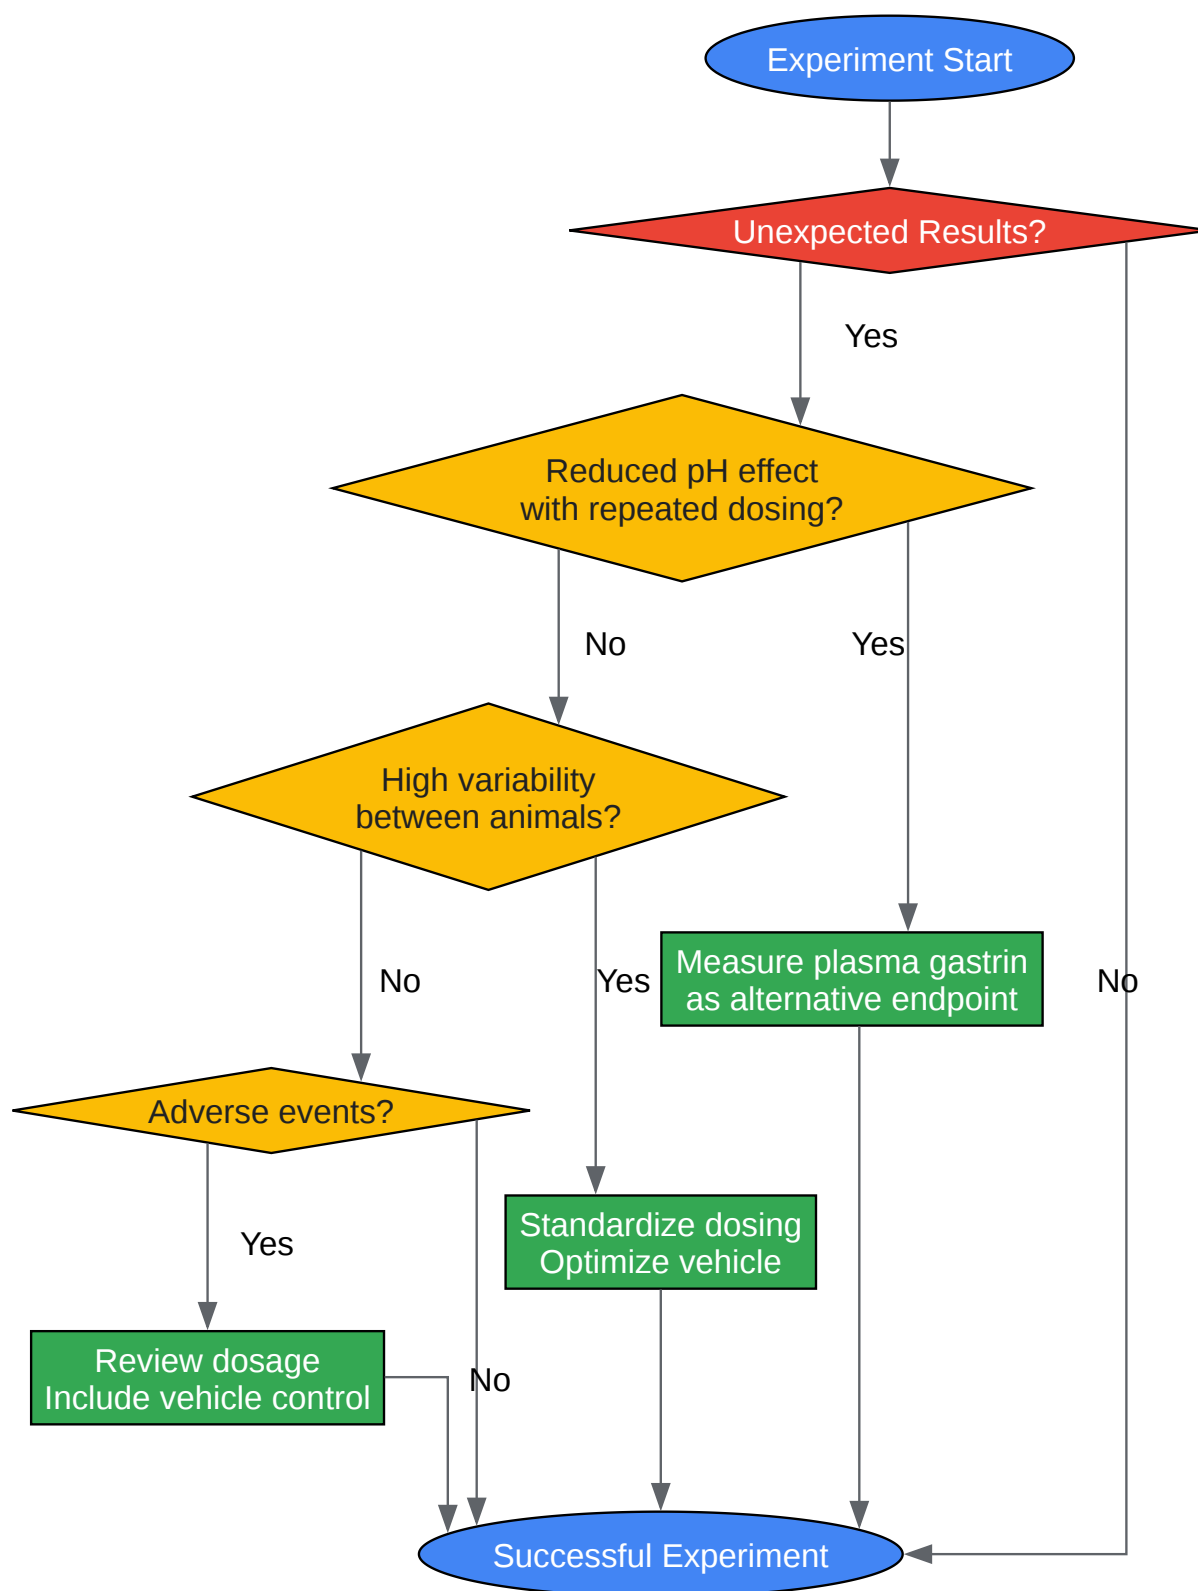 Experiment Start
Unexpected Results?
Yes
Reduced pH effect
with repeated dosing?
No
Yes
High variability
between animals?
Measure plasma gastrin
as alternative endpoint
No
Yes
No
Adverse events?
Standardize dosing
Optimize vehicle
Yes
Review dosage
Include vehicle control
No
Successful Experiment